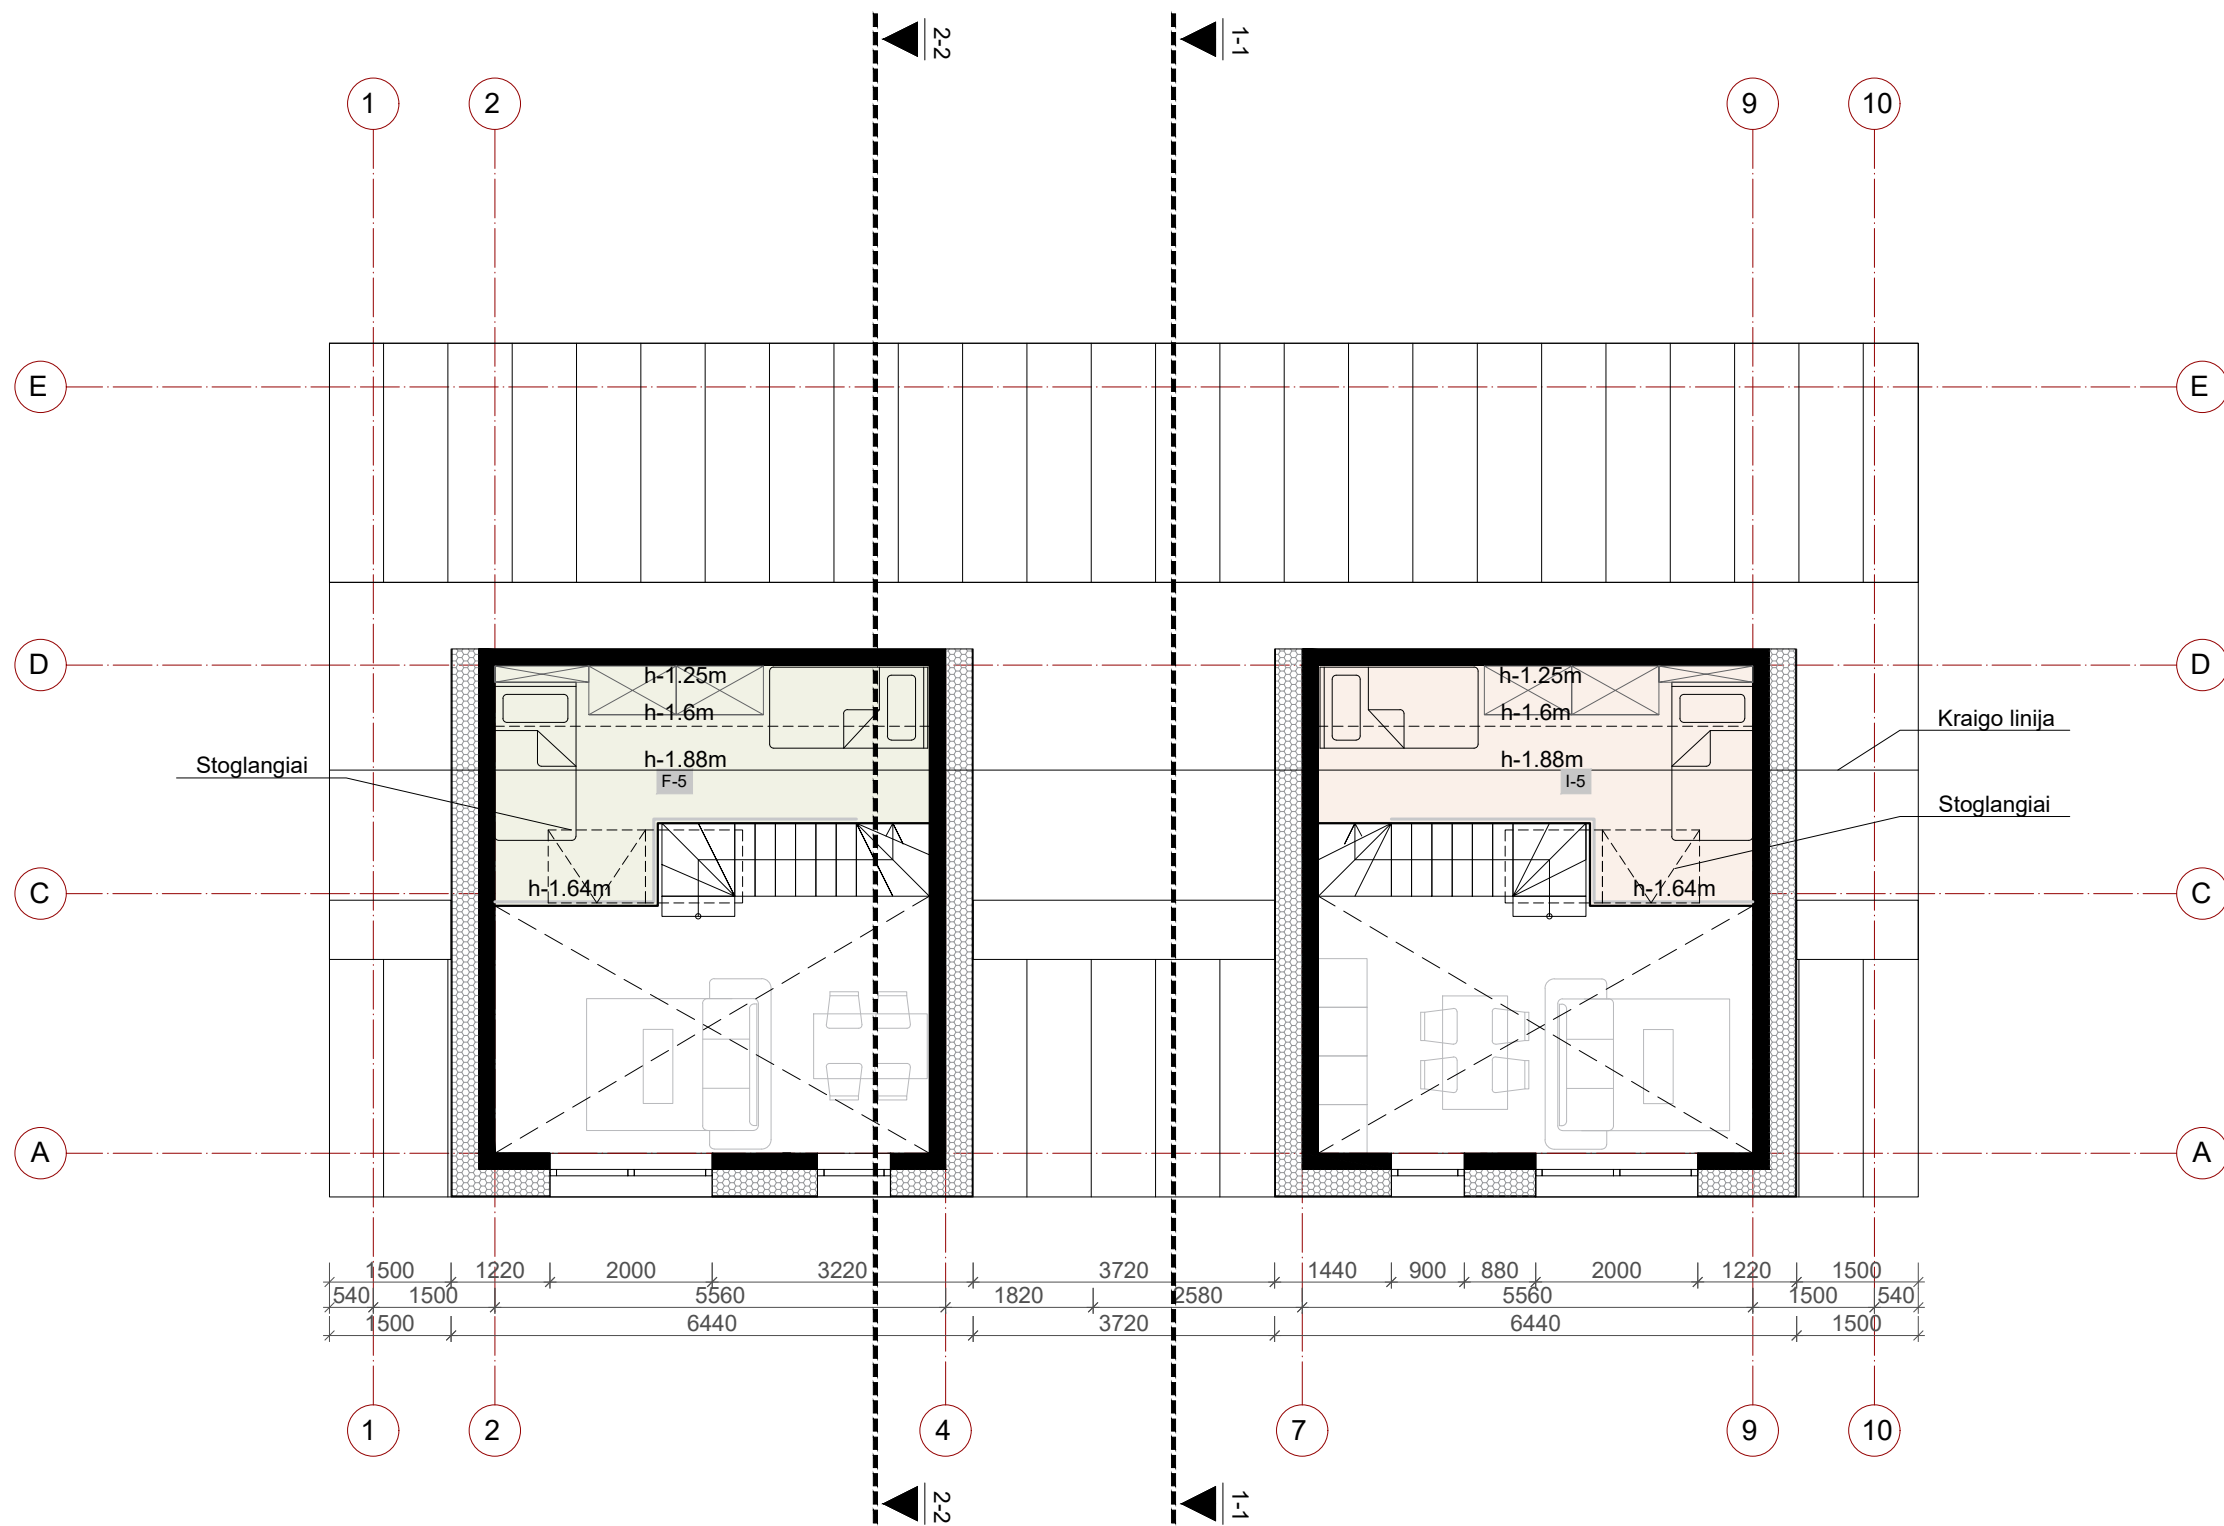 2-2
1-1
1
2
9
10
E
E
D
D
h-1.25m
h-1.25m
h-1.6m
h-1.6m
Kraigo linija
Stoglangiai
h-1.88m
h-1.88m
F-5
I-5
Stoglangiai
C
h-1.64m
h-1.64m
C
A
A
1500 1220 2000 3220 3720 1440 900 880 2000 1220 1500
540 1500 5560 1820 2580 5560 1500 540
1500 6440 3720 6440 1500
1
2
4
7
9
10
2-2
1-1